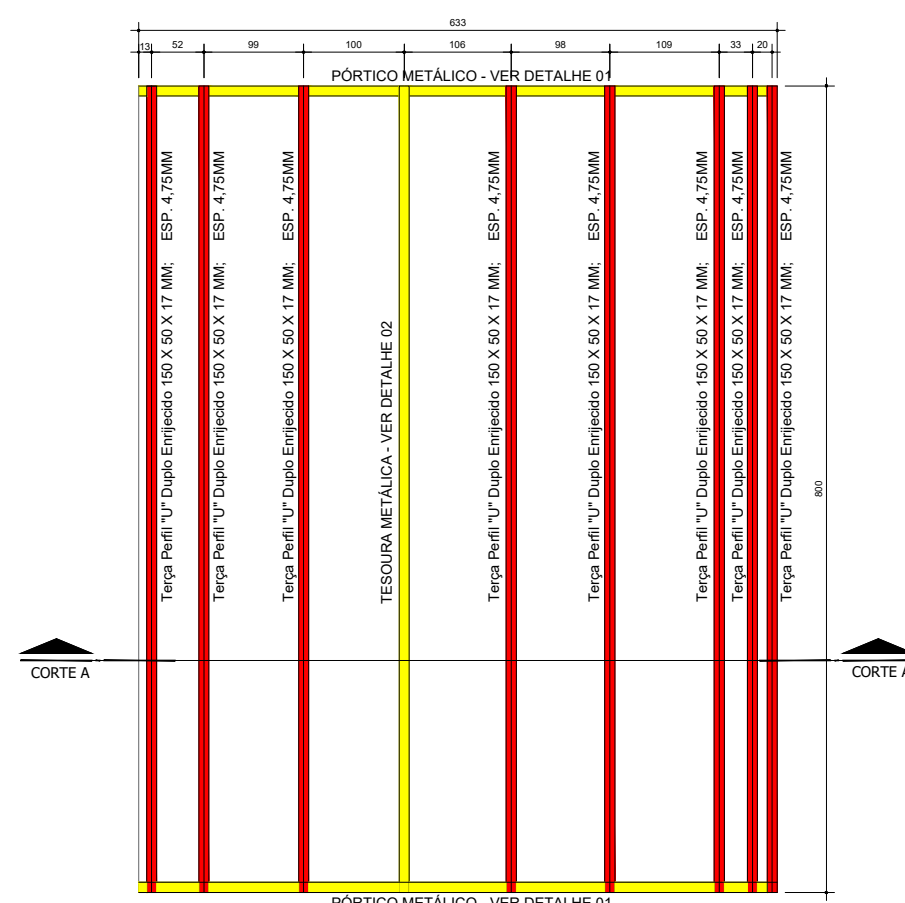 633
13 52 99 100 106 98 109 33 20
PÓRTICO METÁLICO - VER DETALHE 01
Terça Perfil "U" Duplo Enrijecido 150 X 50 X 17 MM; ESP. 4,75MM
Terça Perfil "U" Duplo Enrijecido 150 X 50 X 17 MM; ESP. 4,75MM
Terça Perfil "U" Duplo Enrijecido 150 X 50 X 17 MM; ESP. 4,75MM
TESOURA METÁLICA - VER DETALHE 02
Terça Perfil "U" Duplo Enrijecido 150 X 50 X 17 MM; ESP. 4,75MM
Terça Perfil "U" Duplo Enrijecido 150 X 50 X 17 MM; ESP. 4,75MM
Terça Perfil "U" Duplo Enrijecido 150 X 50 X 17 MM; ESP. 4,75MM
Terça Perfil "U" Duplo Enrijecido 150 X 50 X 17 MM; ESP. 4,75MM
Terça Perfil "U" Duplo Enrijecido 150 X 50 X 17 MM; ESP. 4,75MM
800
CORTE A
CORTE A
PÓRTICO METÁLICO - VER DETALHE 01